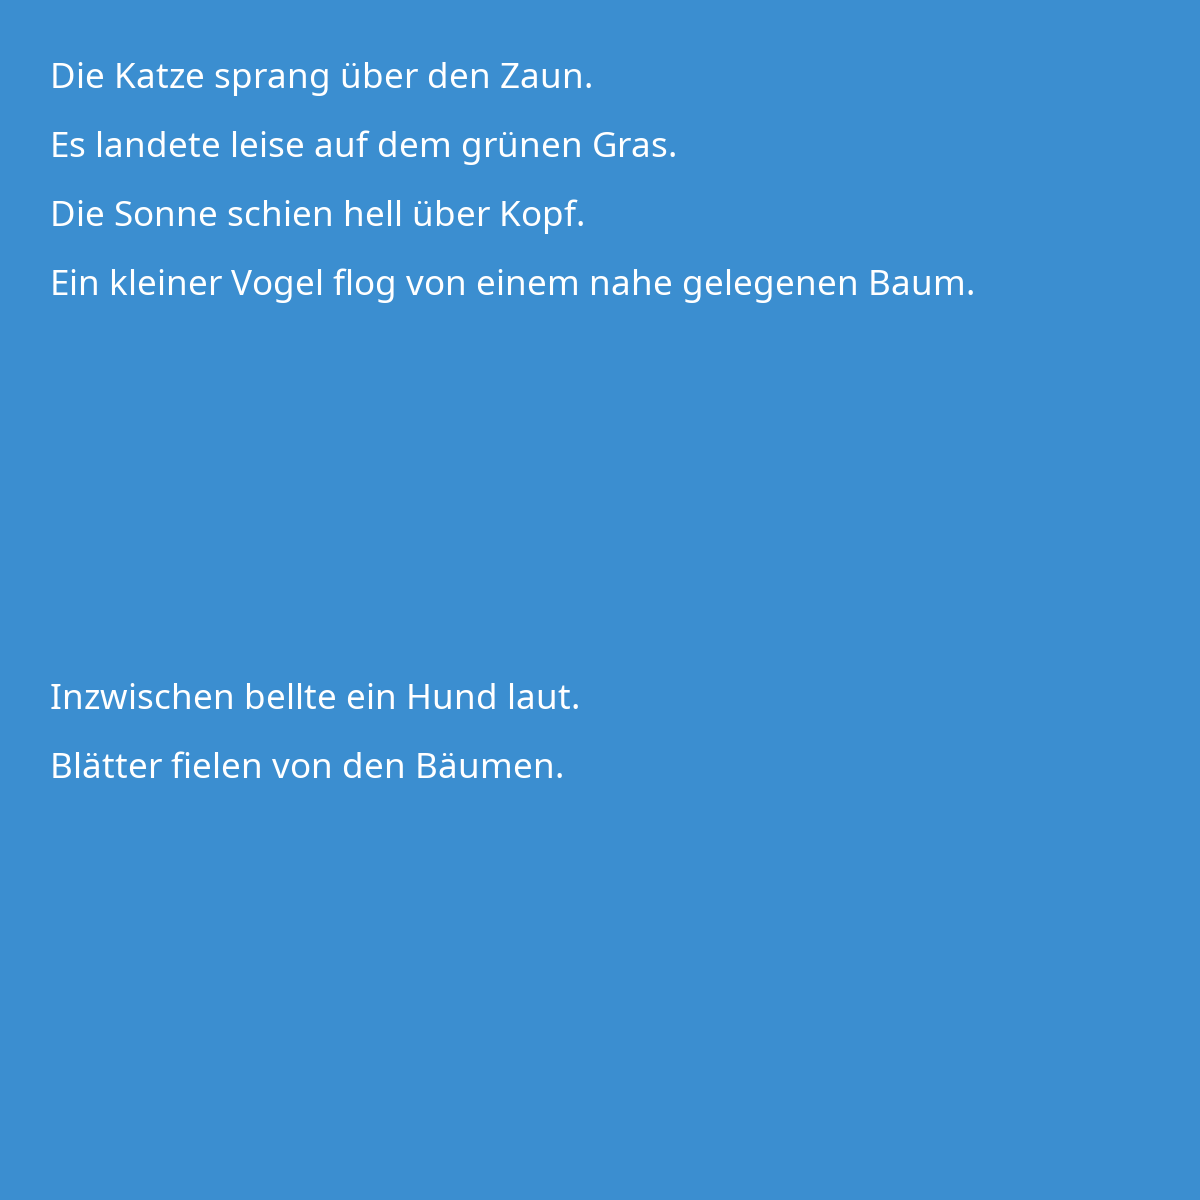 Die Katze sprang über den Zaun.
Es landete leise auf dem grünen Gras.
Die Sonne schien hell über Kopf.
Ein kleiner Vogel flog von einem nahe gelegenen Baum.
Inzwischen bellte ein Hund laut.
Blätter fielen von den Bäumen.